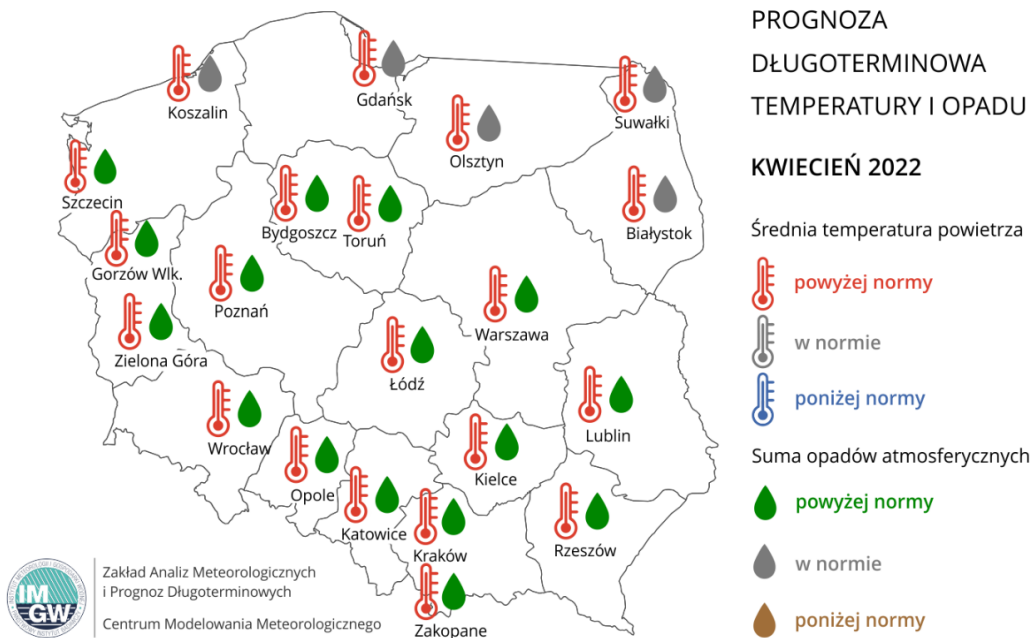 PROGNOZA
DŁUGOTERMINOWA
TEMPERATURY I OPADU
KWIECIEŃ 2022
Średnia temperatura powietrza
powyżej normy
w normie
poniżej normy
Suma opadów atmosferycznych
powyżej normy
w normie
poniżej normy
Koszalin
Gdańsk
Suwałki
Olsztyn
Szczecin
Bydgoszcz
Toruń
Białystok
Gorzów Wlk.
Poznań
Warszawa
Zielona Góra
Łódź
Lublin
Wrocław
Kielce
Opole
Katowice
Kraków
Rzeszów
Zakopane
IM
GW
Zakład Analiz Meteorologicznych
i Prognoz Długoterminowych
Centrum Modelowania Meteorologicznego